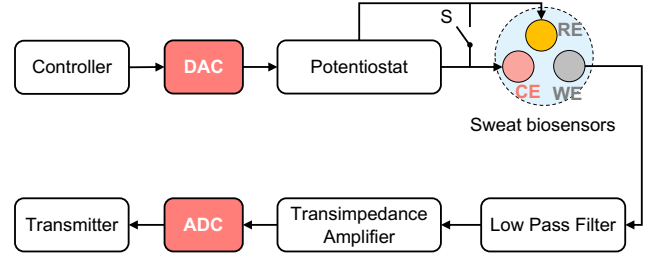 S
RE
Controller
DAC
Potentiostat
CE
WE
Sweat biosensors
Transmitter
ADC
Transimpedance
Amplifier
Low Pass Filter